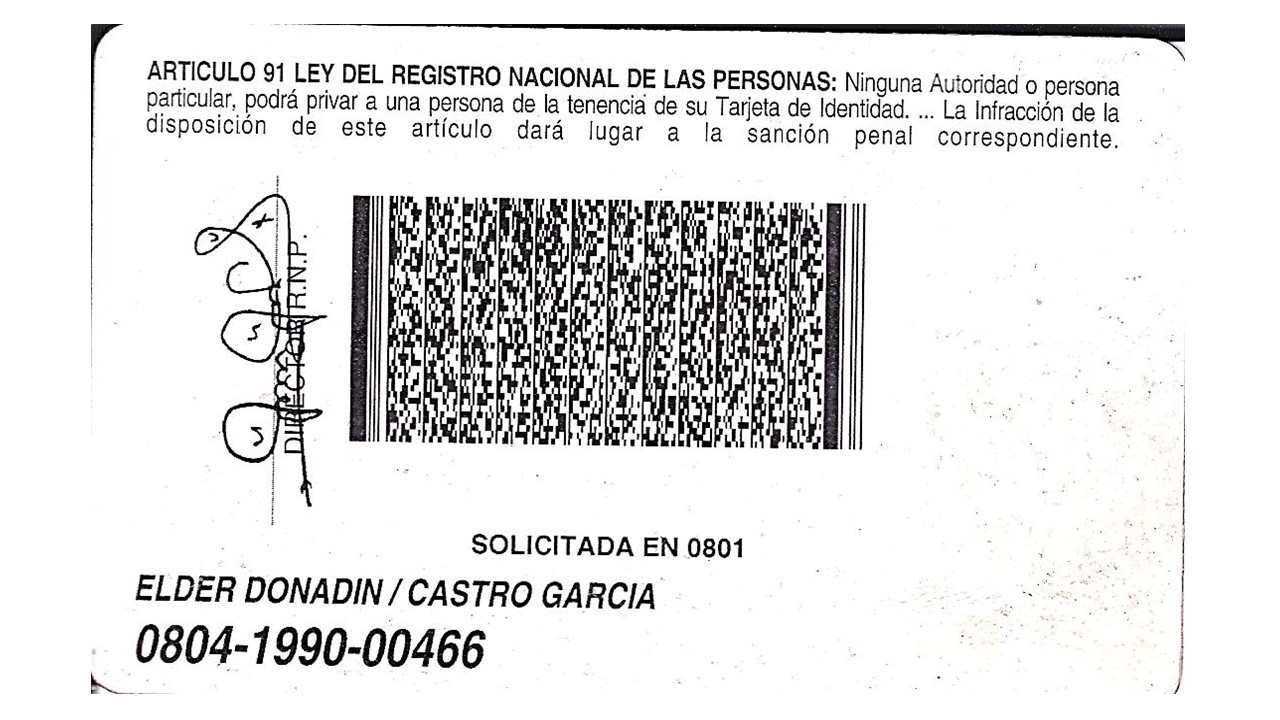 ARTICULO 91 LEY DEL REGISTRO NACIONAL DE LAS PERSONAS: Ninguna Autoridad o persona
particular, podrá privar a una persona de la tenencia de su Tarjeta de Identidad. ... La Infracción de la
disposición de este artículo dará lugar a la sanción penal correspondiente.
DIRECTOR R.N.P.
SOLICITADA EN 0801
ELDER DONADIN / CASTRO GARCIA
0804-1990-00466